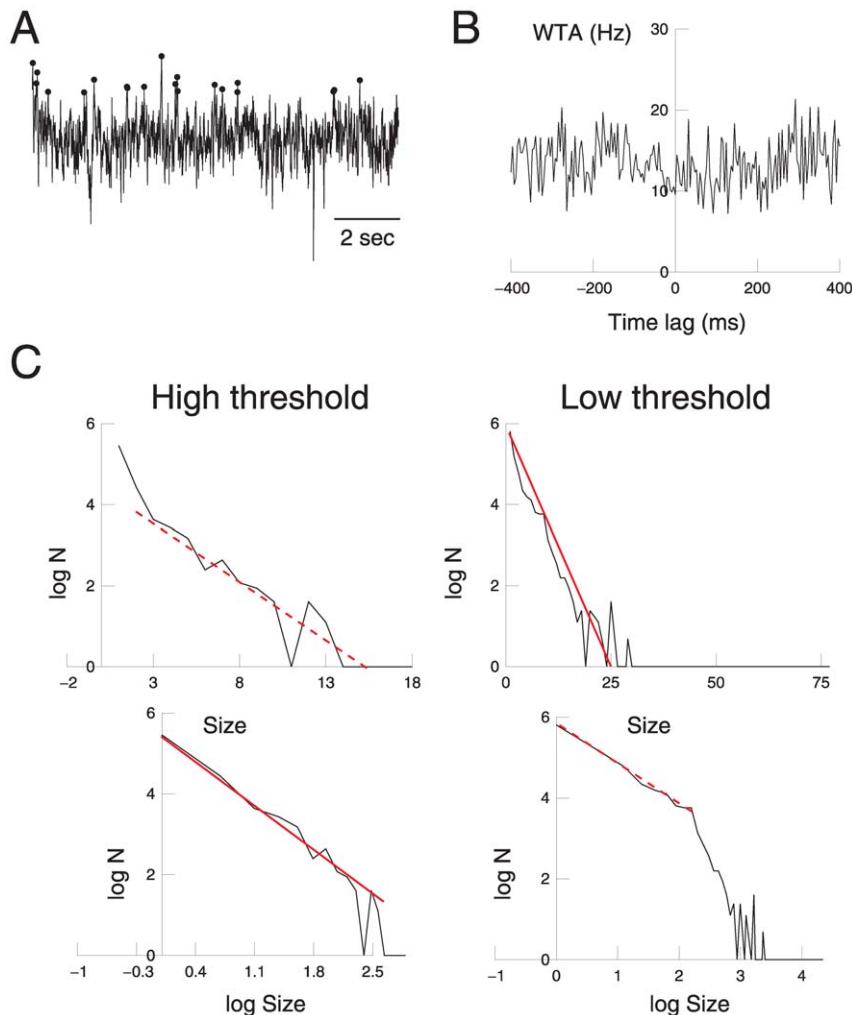 A
2 sec
B
WTA (Hz)
30
20
10
0
−400
−200
0
200
400
Time lag (ms)
C
High threshold
Low threshold
6
4
2
0
log N
−2
3
8
13
18
Size
6
4
2
0
log N
0
25
50
75
Size
6
4
2
0
log N
−1
−0.3
0.4
1.1
1.8
2.5
log Size
6
4
2
0
log N
−1
0
1
2
3
4
log Size